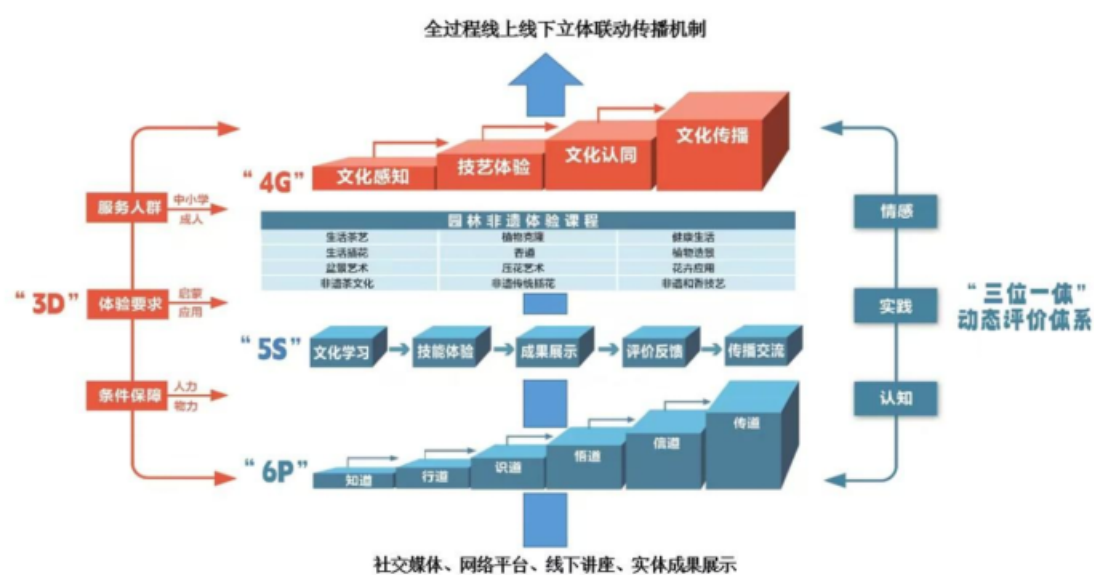 全过程线上线下立体联动传播机制
“4G”
文化感知
技艺体验
文化认同
文化传播
“3D”
服务人群
中小学
成人
体验要求
启蒙
应用
条件保障
人力
物力
园林非遗体验课程
生活茶艺 植物克隆 健康生活
生活插花 香道 植物造景
盆景艺术 压花艺术 花卉应用
非遗茶文化 非遗传统插花 非遗和香技艺
“5S”
文化学习
技能体验
成果展示
评价反馈
传播交流
“6P”
知道
行道
识道
悟道
信道
传道
情感
实践
认知
“三位一体”
动态评价体系
社交媒体、网络平台、线下讲座、实体成果展示